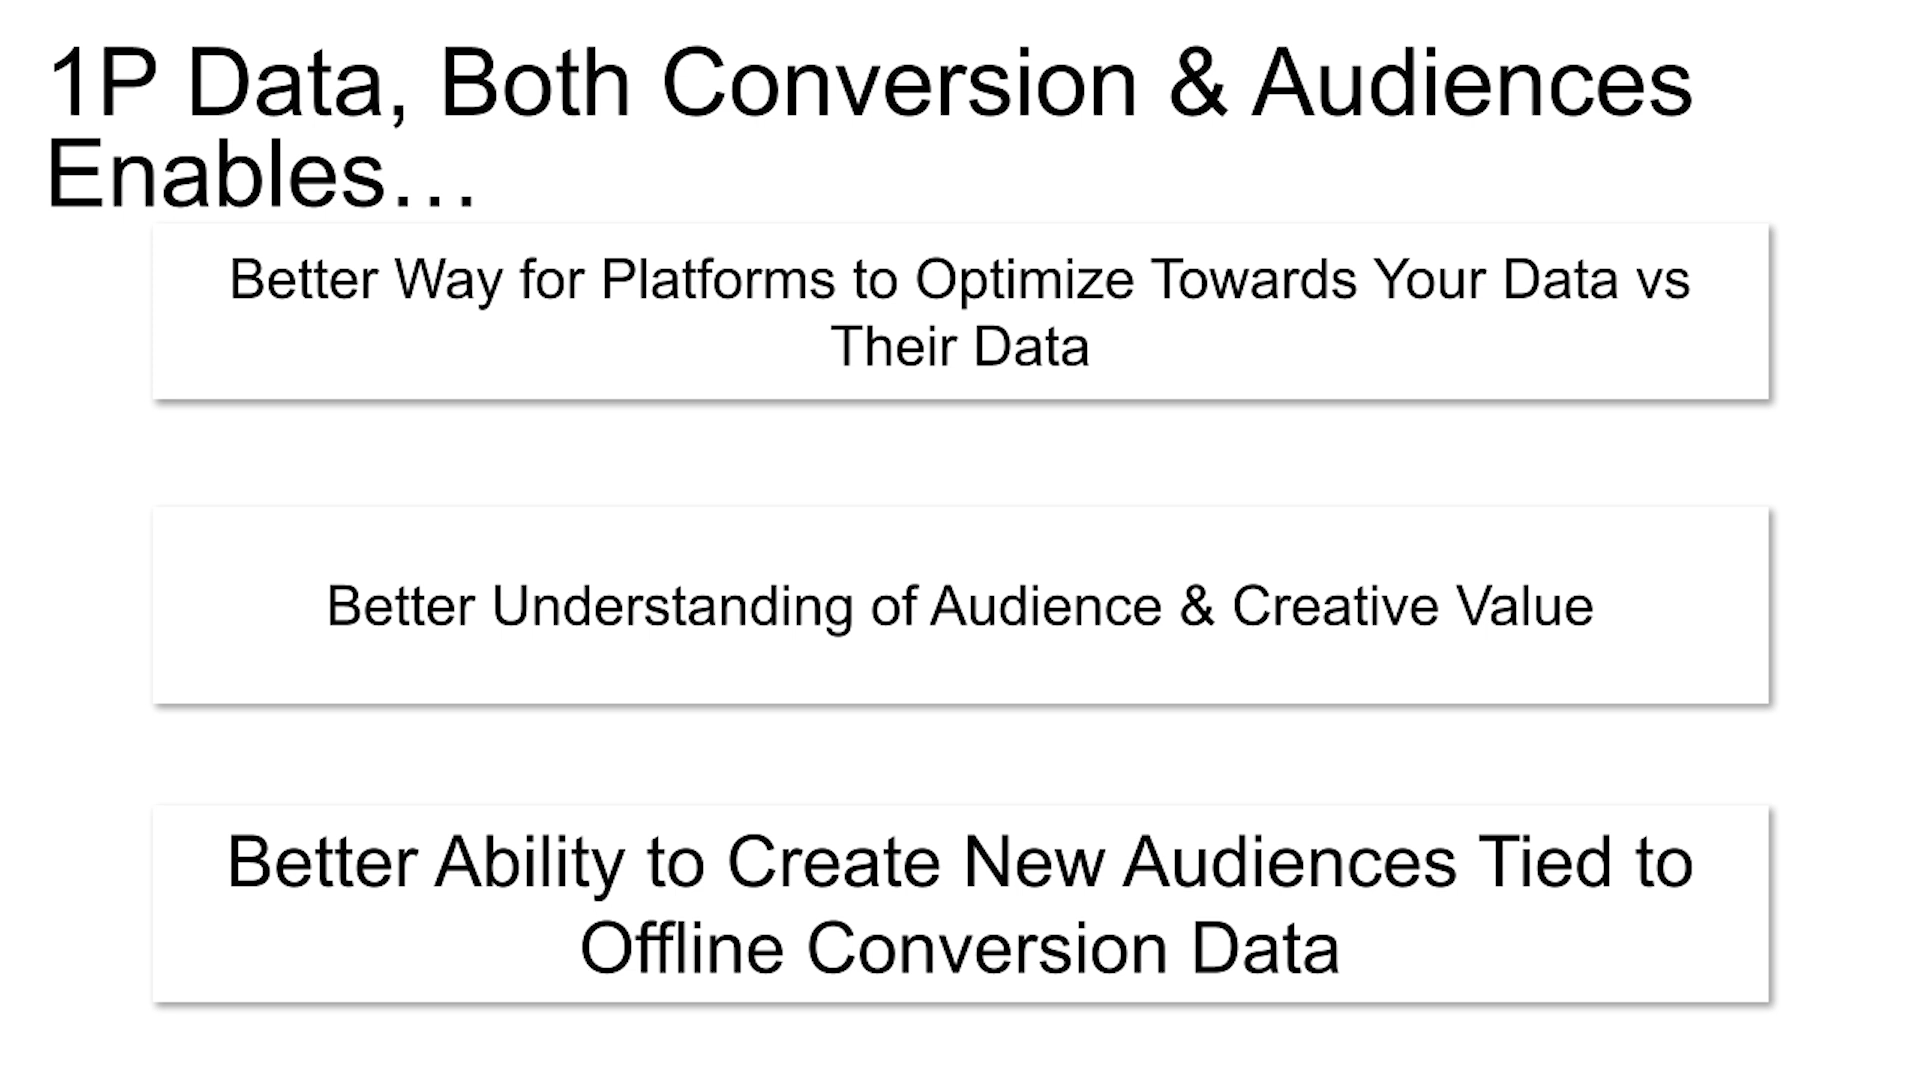 1P Data, Both Conversion & Audiences
Enables…
Better Way for Platforms to Optimize Towards Your Data vs
Their Data
Better Understanding of Audience & Creative Value
Better Ability to Create New Audiences Tied to
Offline Conversion Data